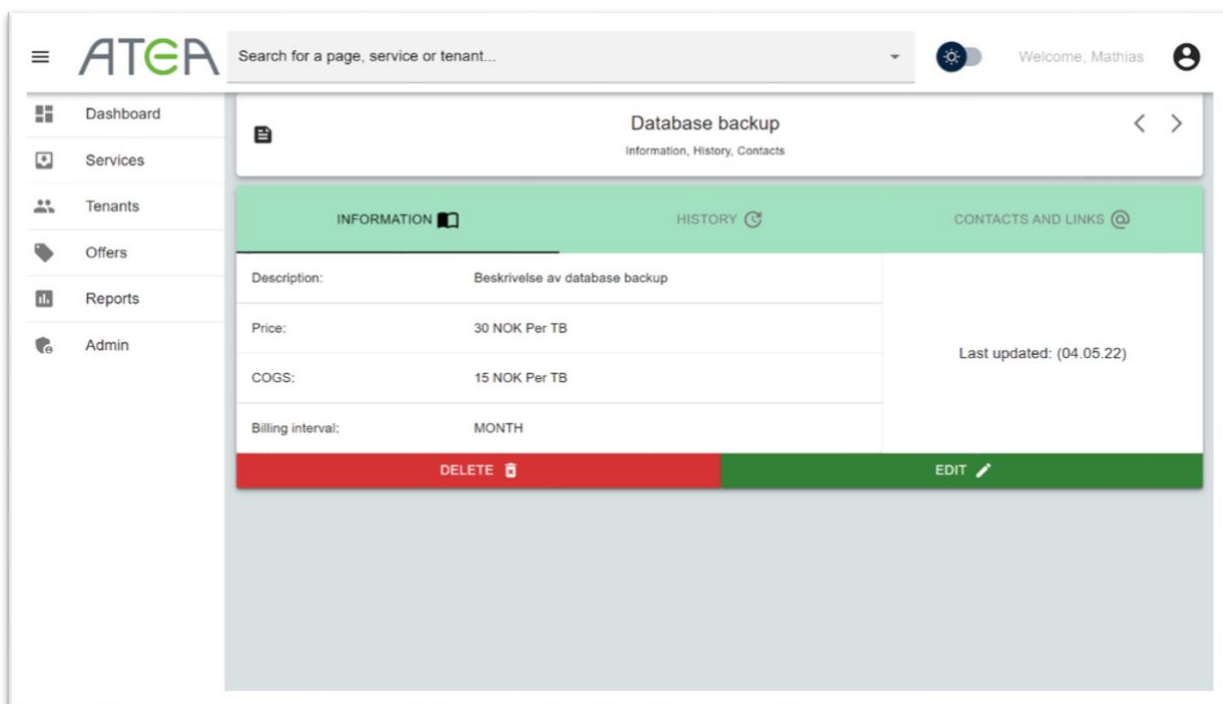 ATEA
Search for a page, service or tenant...
Welcome, Mathias
Dashboard
Services
Tenants
Offers
Reports
Admin
Database backup
Information, History, Contacts
INFORMATION
HISTORY
CONTACTS AND LINKS
Description: Beskrivelse av database backup
Price: 30 NOK Per TB
COGS: 15 NOK Per TB
Billing interval: MONTH
Last updated: (04.05.22)
DELETE
EDIT